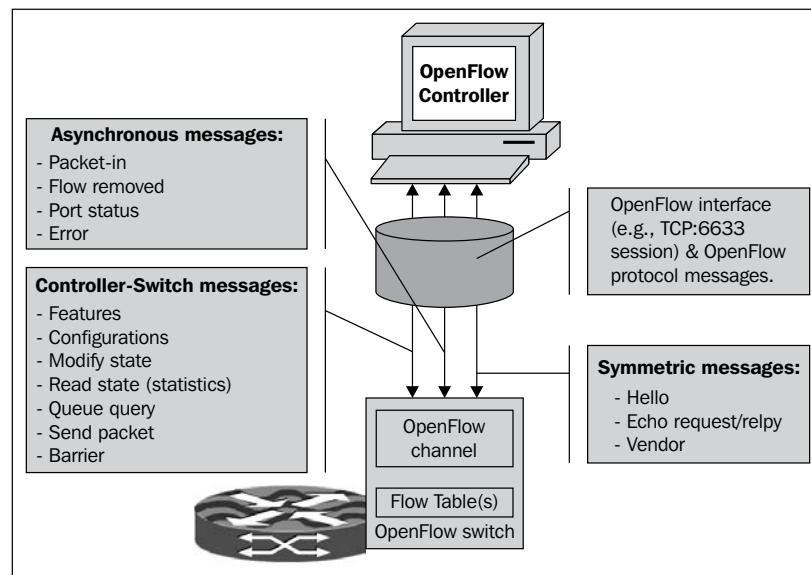 OpenFlow
Controller
Asynchronous messages:
- Packet-in
- Flow removed
- Port status
- Error
OpenFlow interface
(e.g., TCP:6633
session) & OpenFlow
protocol messages.
Controller-Switch messages:
- Features
- Configurations
- Modify state
- Read state (statistics)
- Queue query
- Send packet
- Barrier
Symmetric messages:
- Hello
- Echo request/relpy
- Vendor
OpenFlow
channel
Flow Table(s)
OpenFlow switch